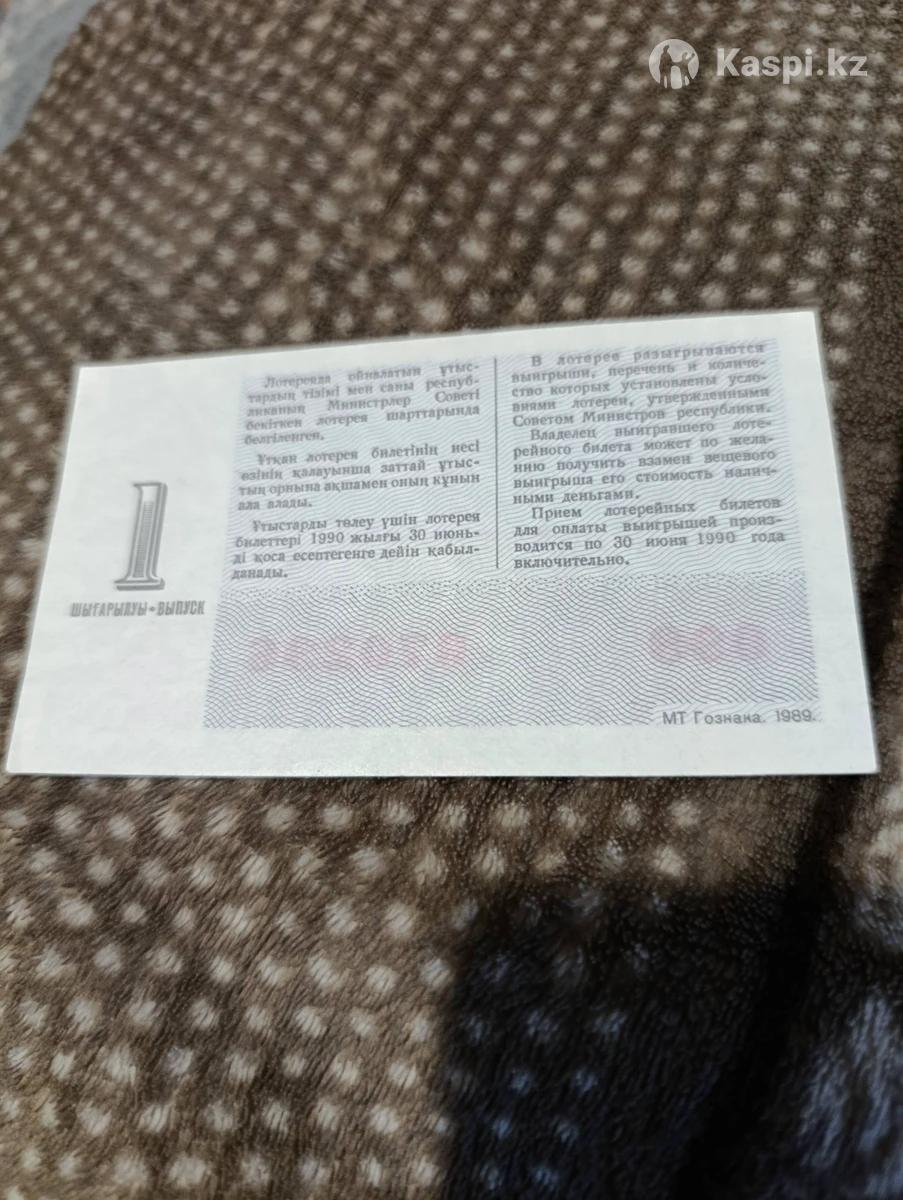 Kaspi.kz
Лотереяда ойналатын ұтыс-
тардың тізімі мен саны респуб-
ликаның Министрлер Советі
бекіткен лотерея шарттарында
белгіленген.
Ұтқан лотерея билетінің иесі
өзінің қалауынша заттай ұтыс-
тың орнына ақшамен оның құнын
ала алады.
Ұтыстарды төлеу үшін лотерея
билеттері 1990 жылғы 30 июнь-
ді қоса есептегенге дейін қабыл-
данады.
В лотерее разыгрываются
выигрыши, перечень и количе-
ство которых установлены усло-
виями лотереи, утвержденными
Советом Министров республики.
Владелец выигравшего лоте-
рейного билета может по жела-
нию получить взамен вещевого
выигрыша его стоимость налич-
ными деньгами.
Прием лотерейных билетов
для оплаты выигрышей произ-
водится по 30 июня 1990 года
включительно.
1
ШЫҒАРЫЛУЫ•ВЫПУСК
МТ Гознака. 1989.